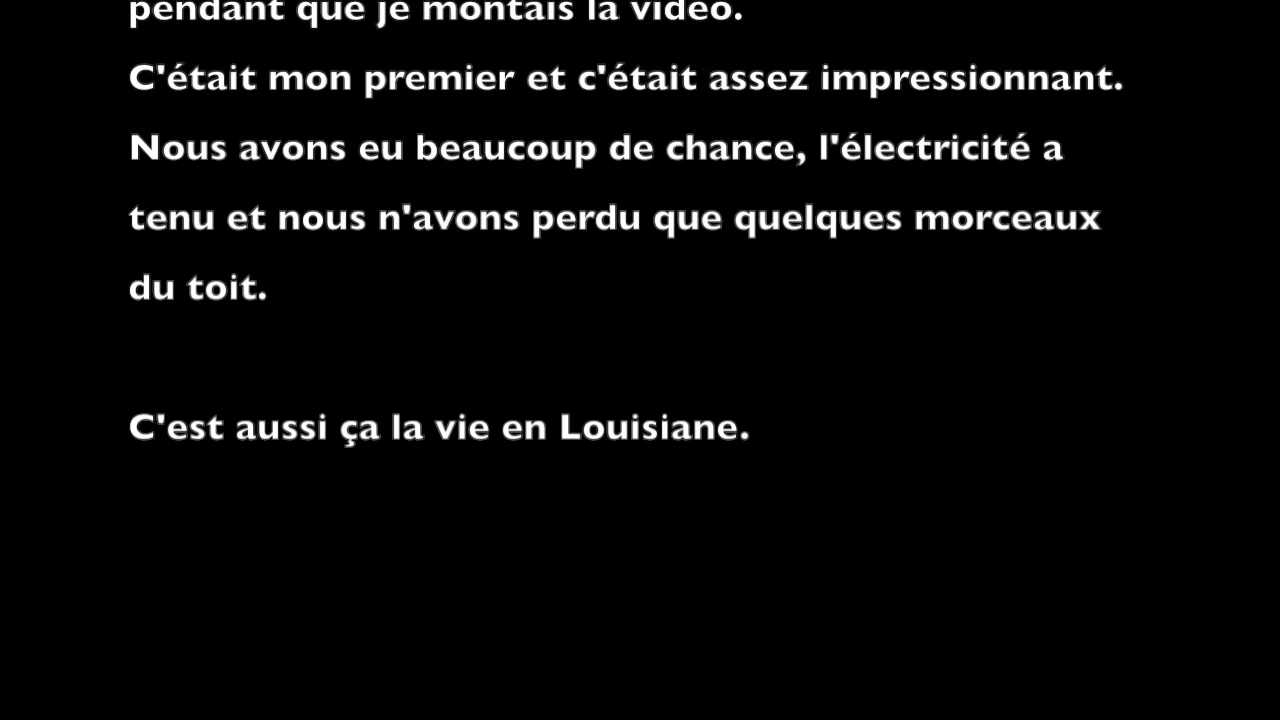 pendant que je montais la vidéo.
C'était mon premier et c'était assez impressionnant.
Nous avons eu beaucoup de chance, l'électricité a
tenu et nous n'avons perdu que quelques morceaux
du toit.
C'est aussi ça la vie en Louisiane.